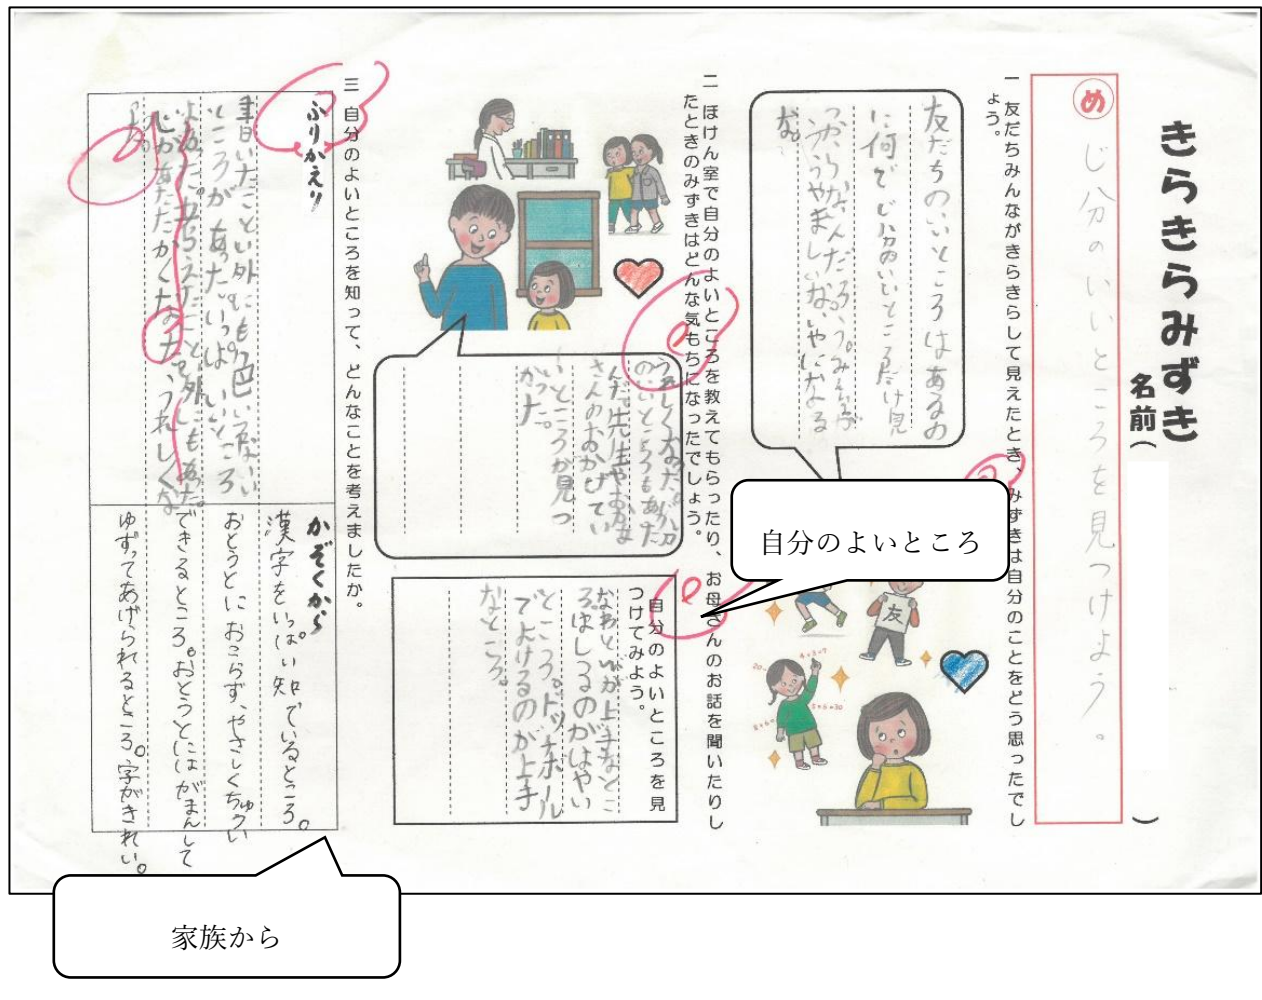 きらきらみずき
名前（　　　）
め
じ分のいいところを見つけよう。
一 友だちみんながきらきらして見えたとき、みずきは自分のことをどう思ったでし
ょう。
友だちのいいところはあるの
に何でじ分のいいところだけ見
つからないんだろう。みんなが
うらやましいな。いやになる
な。
友
二 ほけん室で自分のよいところを教えてもらったり、お母さんのお話を聞いたりし
たときのみずきはどんな気もちになったでしょう。
うれしくなった。じ分
のいいところもあた
んだ。先生やお母
さんのおかげでい
いところが見つ
かった。
自分のよいところ
自分のよいところを見
つけてみよう。
なわとびが上手なとこ
ろ。はしるのがはやい
ところ。ドッチボール
でよけるのが上手
なところ。
三 自分のよいところを知って、どんなことを考えましたか。
ふりかえり
書いたこといがいにも
ところがあった。いっぱいいいところ
しんがあたたかくなって、うれしくな
かぞくから
漢字をいっぱい知っているところ。
おとうとにおこらず、やさしくちゅうい
できるところ。おとうとにはがまんして
ゆずってあげられるところ。字がきれい。
家族から